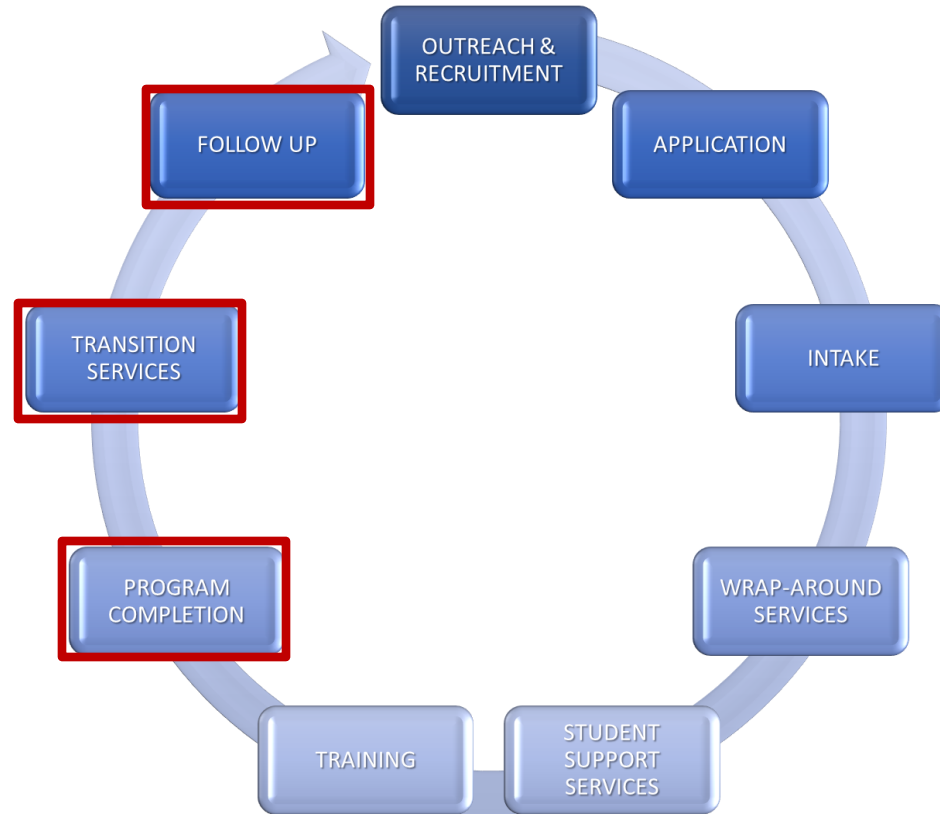 OUTREACH &
RECRUITMENT
APPLICATION
INTAKE
WRAP-AROUND
SERVICES
STUDENT
SUPPORT
SERVICES
TRAINING
PROGRAM
COMPLETION
TRANSITION
SERVICES
FOLLOW UP